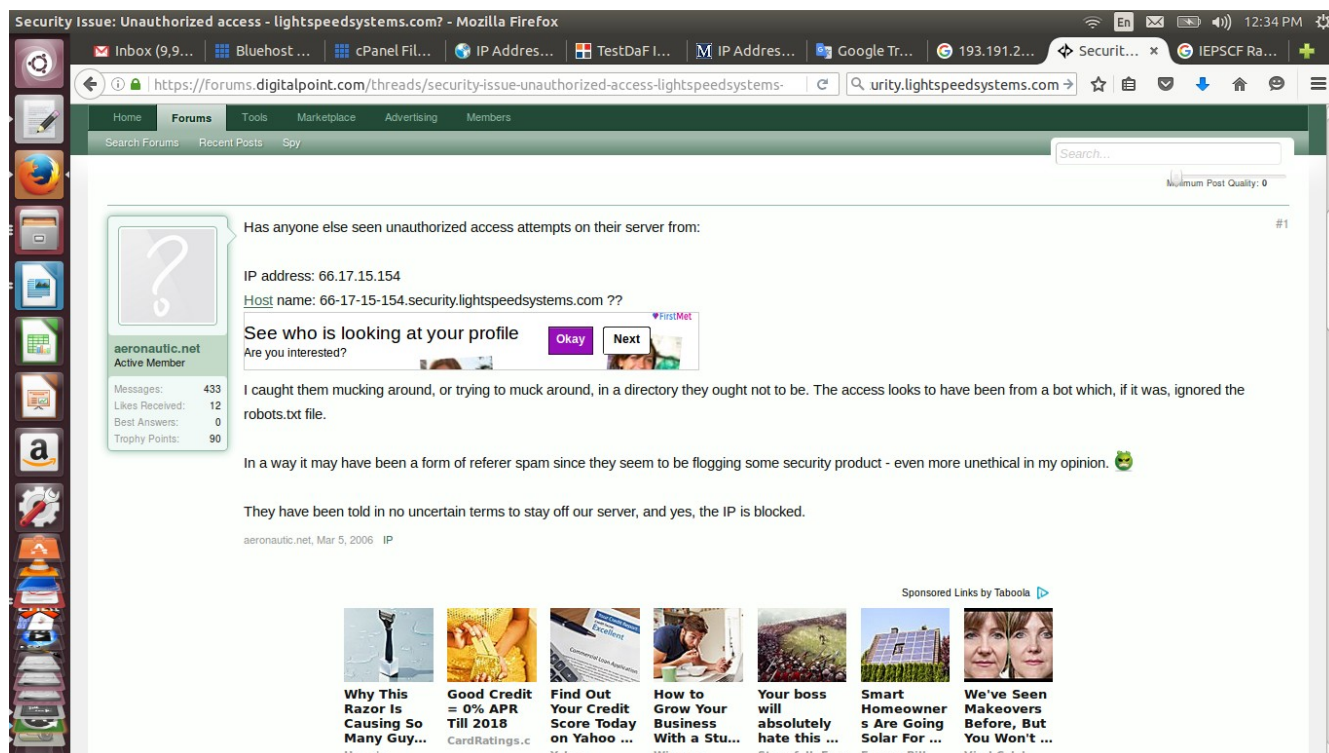 Security Issue: Unauthorized access - lightspeedsystems.com? - Mozilla Firefox
En
12:34 PM
Inbox (9,9...
Bluehost ...
cPanel Fil...
IP Addres...
TestDaF I...
IP Addres...
Google Tr...
193.191.2...
Securit...
IEPSCF Ra...
https://forums.digitalpoint.com/threads/security-issue-unauthorized-access-lightspeedsystems-
urity.lightspeedsystems.com
Home
Forums
Tools
Marketplace
Advertising
Members
Search Forums
Recent Posts
Spy
Search...
Minimum Post Quality: 0
#1
Has anyone else seen unauthorized access attempts on their server from:
IP address: 66.17.15.154
Host name: 66-17-15-154.security.lightspeedsystems.com ??
FirstMet
See who is looking at your profile
Are you interested?
Okay
Next
aeronautic.net
Active Member
Messages: 433
Likes Received: 12
Best Answers: 0
Trophy Points: 90
I caught them mucking around, or trying to muck around, in a directory they ought not to be. The access looks to have been from a bot which, if it was, ignored the
robots.txt file.
In a way it may have been a form of referer spam since they seem to be flogging some security product - even more unethical in my opinion.
They have been told in no uncertain terms to stay off our server, and yes, the IP is blocked.
aeronautic.net, Mar 5, 2006 IP
Sponsored Links by Taboola
Why This
Razor Is
Causing So
Many Guy...
Good Credit
= 0% APR
Till 2018
CardRatings.c
Find Out
Your Credit
Score Today
on Yahoo ...
How to
Grow Your
Business
With a Stu...
Your boss
will
absolutely
hate this ...
Smart
Homeowner
s Are Going
Solar For ...
We've Seen
Makeovers
Before, But
You Won't ...